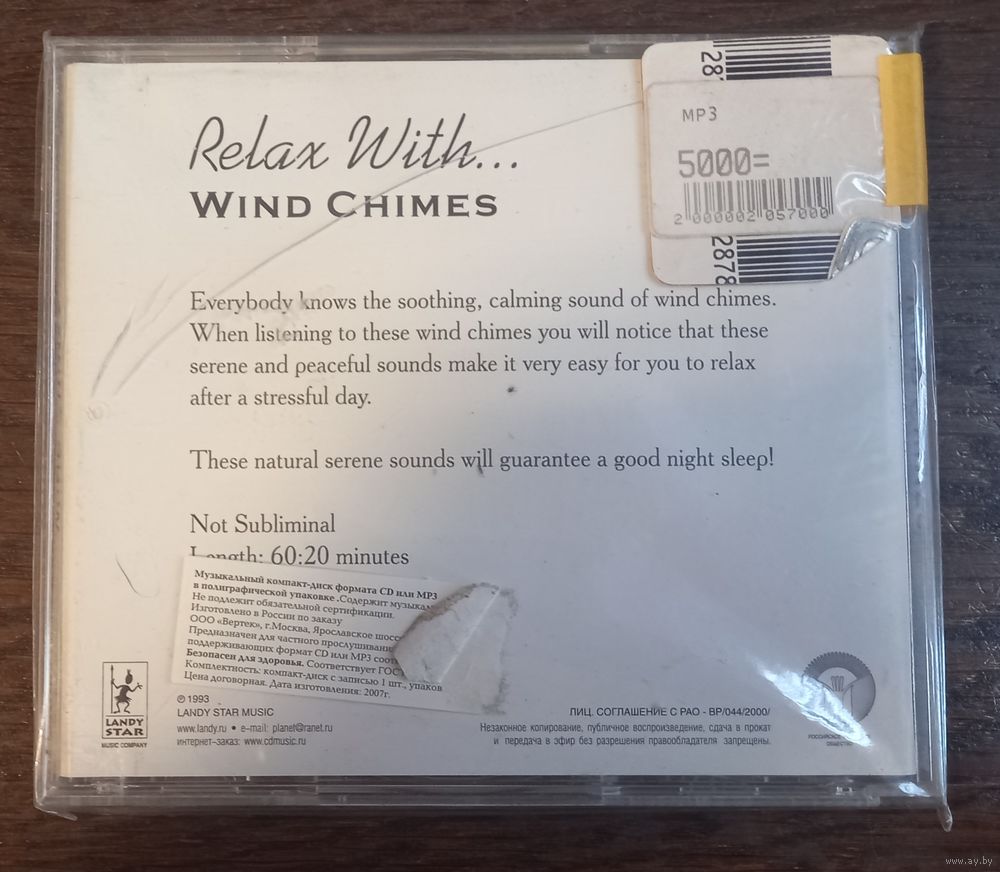 Relax With...
WIND CHIMES
MP3
5000=
2 000002 057000
2878
Everybody knows the soothing, calming sound of wind chimes.
When listening to these wind chimes you will notice that these
serene and peaceful sounds make it very easy for you to relax
after a stressful day.
These natural serene sounds will guarantee a good night sleep!
Not Subliminal
Length: 60:20 minutes
Музыкальный компакт-диск формата CD или MP3
в полиграфической упаковке .Содержит
Не подлежит обязательной сертификации.
Изготовлено в России по заказу
ООО «Вертек», г.Москва, Ярославское
Предназначен для частного
поддерживающих формат CD или MP3
Безопасен для здоровья. Соответствует
Комплектность: компакт-диск с записью 1 шт., упаков
Цена договорная. Дата изготовления: 2007г.
LANDY
STAR
MUSIC COMPANY
℗ 1993
LANDY STAR MUSIC
www.landy.ru • e-mail: planet@ranet.ru
интернет-заказ: www.cdmusic.ru
ЛИЦ. СОГЛАШЕНИЕ С РАО - ВР/044/2000/
Незаконное копирование, публичное воспроизведение, сдача в прокат
и передача в эфир без разрешения правообладателя запрещены.
www.ay.by